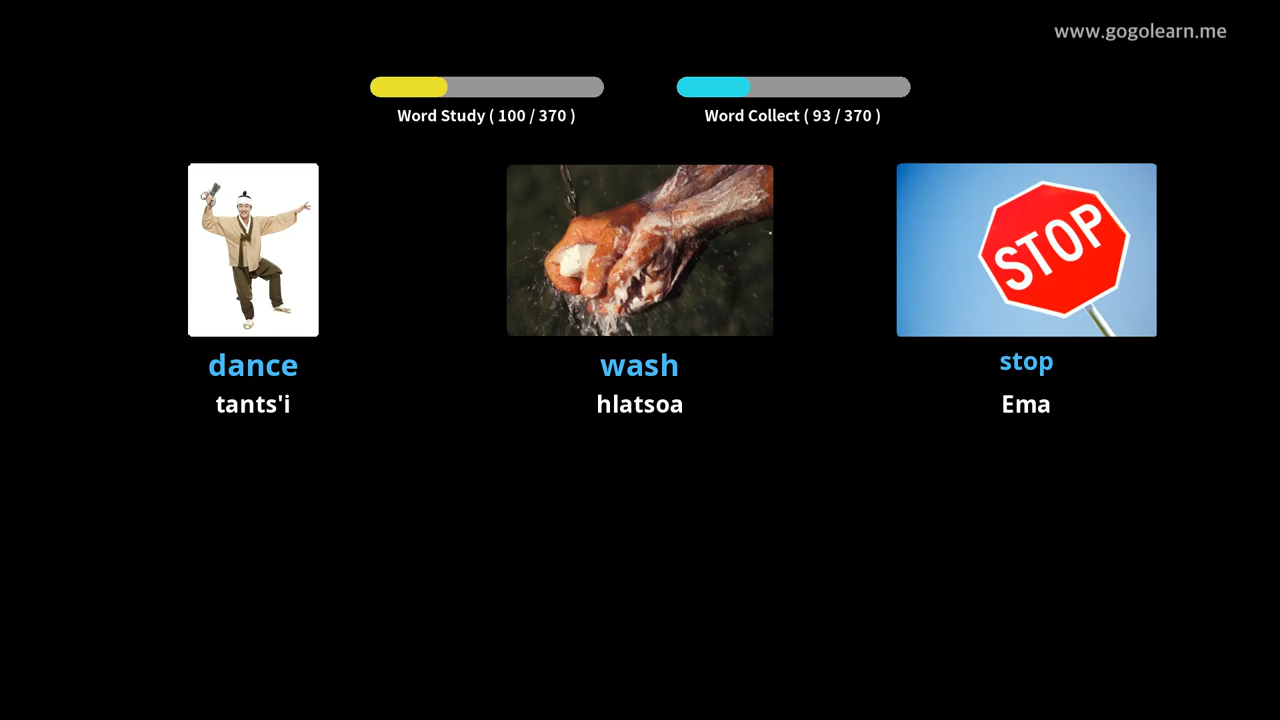 www.gogolearn.me
Word Study ( 100 / 370 )
Word Collect ( 93 / 370 )
STOP
dance
wash
stop
tants'i
hlatsoa
Ema